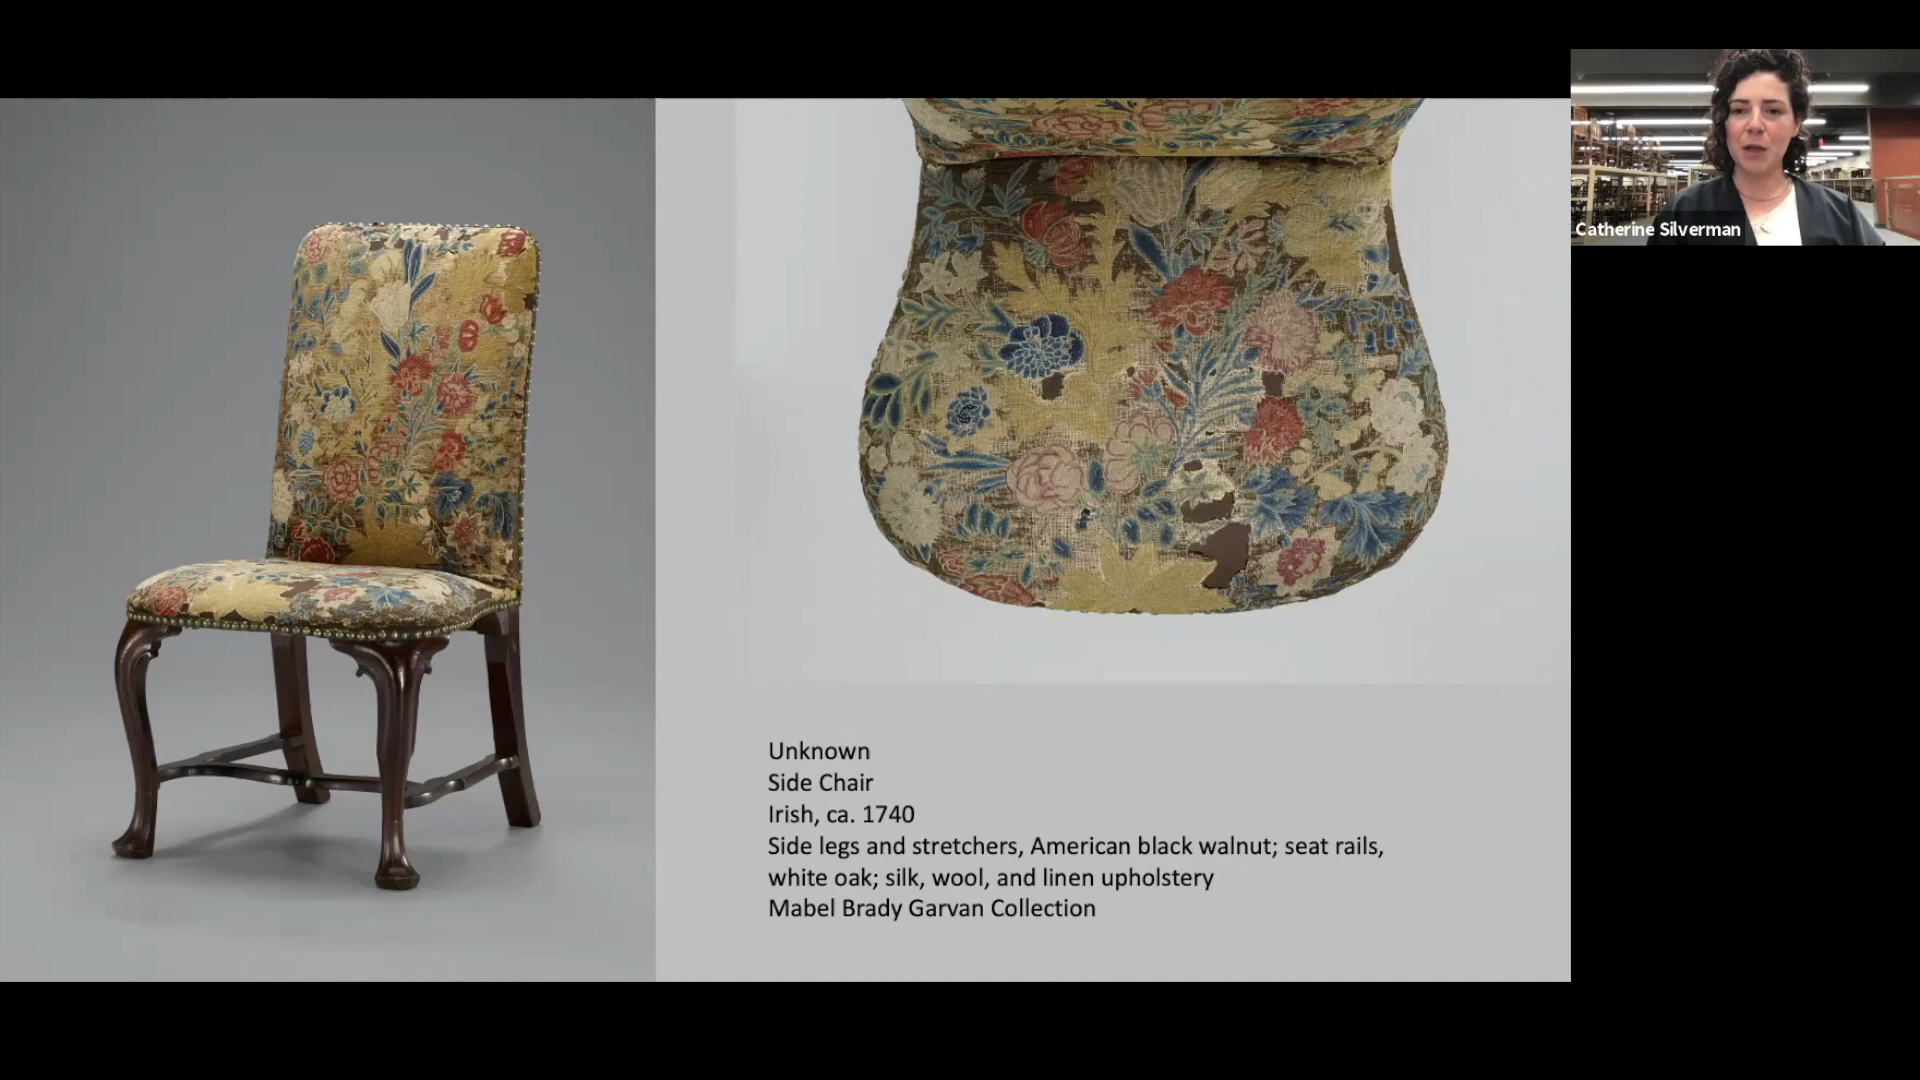 Catherine Silverman
Unknown
Side Chair
Irish, ca. 1740
Side legs and stretchers, American black walnut; seat rails,
white oak; silk, wool, and linen upholstery
Mabel Brady Garvan Collection